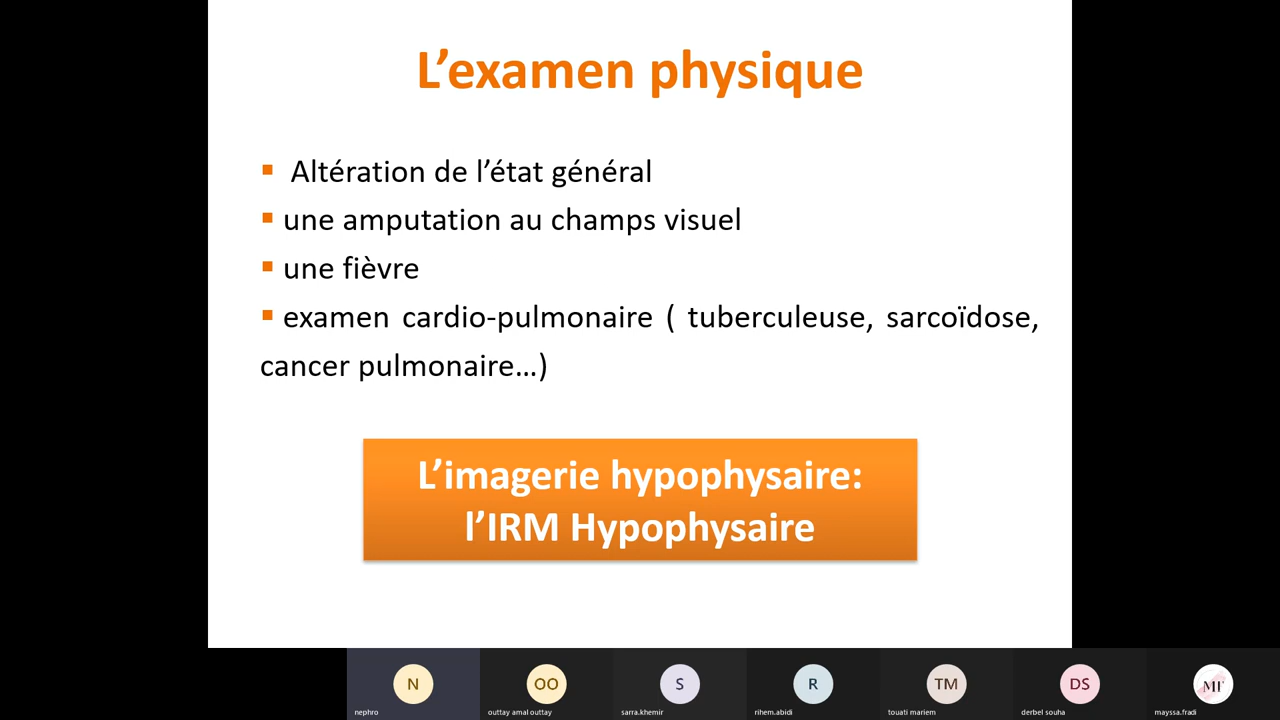 L’examen physique
▪ Altération de l’état général
▪ une amputation au champs visuel
▪ une fièvre
▪ examen cardio-pulmonaire ( tuberculeuse, sarcoïdose,
cancer pulmonaire…)
L’imagerie hypophysaire:
l’IRM Hypophysaire
N OO S R TM DS MF
nephro outtay amal outtay sarra.khemir rihem.abidi touati mariem derbel souha mayssa.fradi